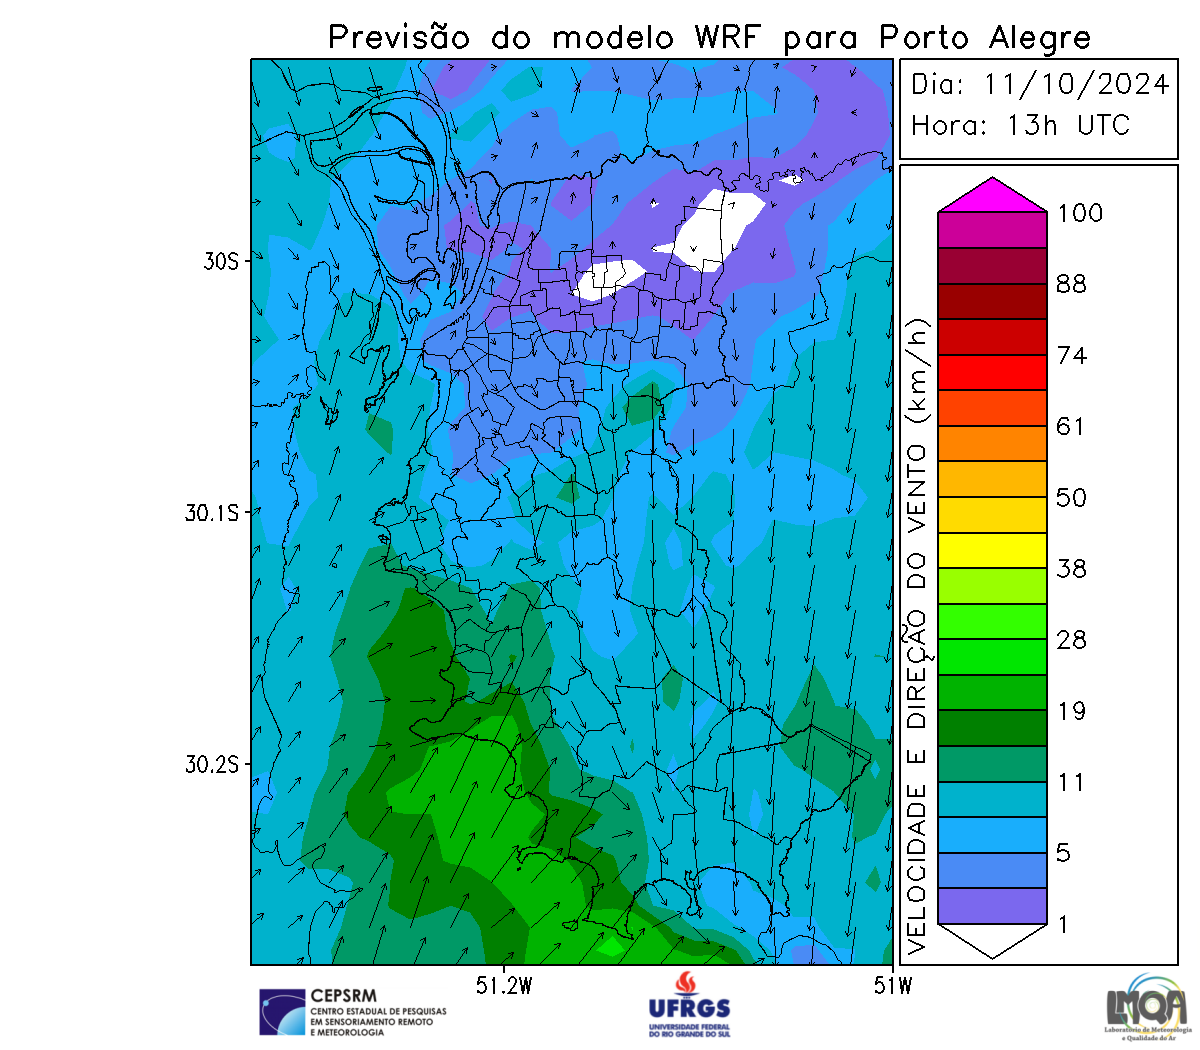 Previsão do modelo WRF para Porto Alegre
Dia: 11/10/2024
Hora: 13h UTC
100
88
74
61
50
38
28
19
11
5
1
VELOCIDADE E DIREÇÃO DO VENTO (km/h)
30S
30.1S
30.2S
51.2W
51W
CEPSRM
CENTRO ESTADUAL DE PESQUISAS
EM SENSORIAMENTO REMOTO
E METEOROLOGIA
UFRGS
UNIVERSIDADE FEDERAL
DO RIO GRANDE DO SUL
LMQA
Laboratório de Meteorologia
e Qualidade do Ar